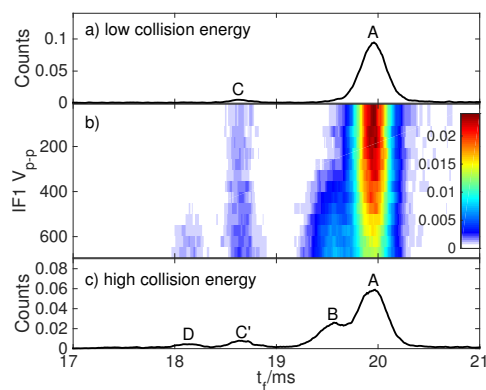 a) low collision energy
A
C
Counts
0.1
0.05
0
b)
IF1 Vp-p
200
400
600
0.02
0.015
0.01
0.005
0
c) high collision energy
A
B
C'
D
Counts
0.08
0.06
0.04
0.02
0
17
18
19
20
21
tf/ms